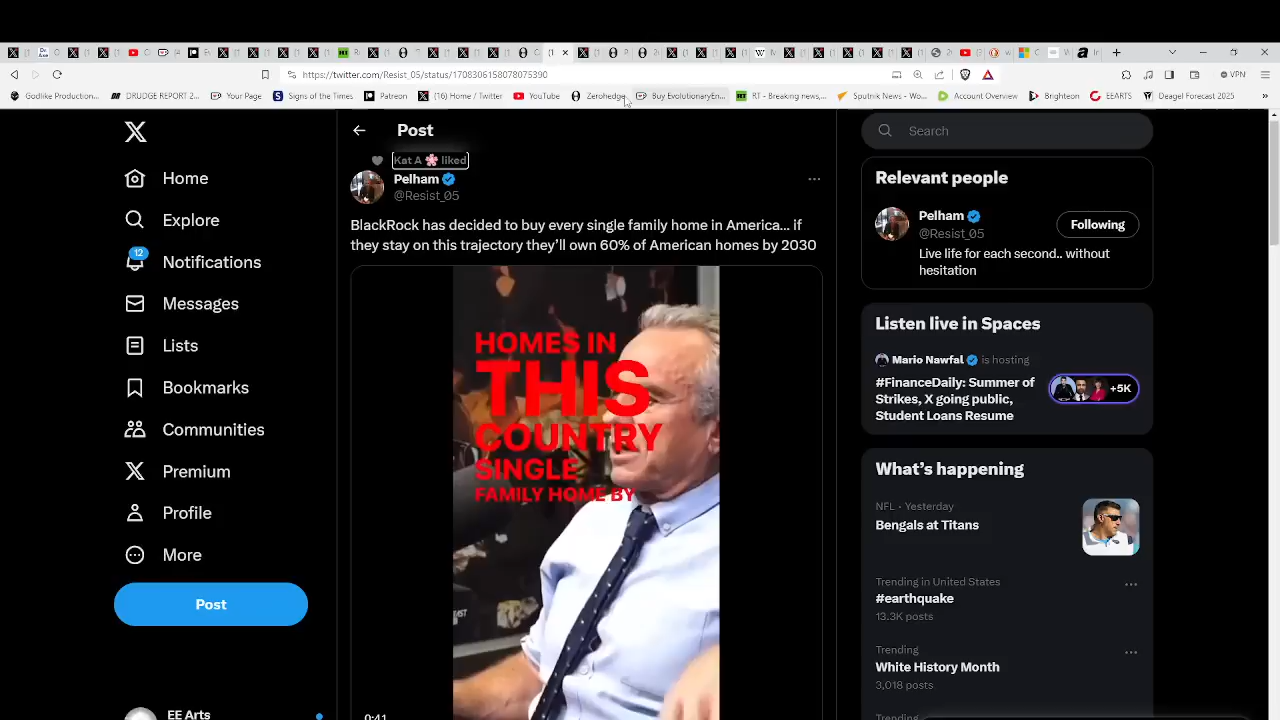 https://twitter.com/Resist_05/status/1708306158078075390
VPN
Godlike Production...
DRUDGE REPORT 2...
Your Page
Signs of the Times
Patreon
(16) Home / Twitter
YouTube
Zerohedge
Buy EvolutionaryEn...
RT - Breaking news,...
Sputnik News - Wo...
Account Overview
Brighteon
EEARTS
Deagel Forecast 2025
Home
Explore
12
Notifications
Messages
Lists
Bookmarks
Communities
Premium
Profile
More
Post
EE Arts
Post
Kat A 🌸 liked
Pelham
@Resist_05
BlackRock has decided to buy every single family home in America... if
they stay on this trajectory they'll own 60% of American homes by 2030
HOMES IN
THIS
COUNTRY
SINGLE
FAMILY HOME BY
0:41
Search
Relevant people
Pelham
@Resist_05
Following
Live life for each second.. without
hesitation
Listen live in Spaces
Mario Nawfal is hosting
#FinanceDaily: Summer of
Strikes, X going public,
Student Loans Resume
+5K
What's happening
NFL · Yesterday
Bengals at Titans
Trending in United States
#earthquake
13.3K posts
Trending
White History Month
3,018 posts